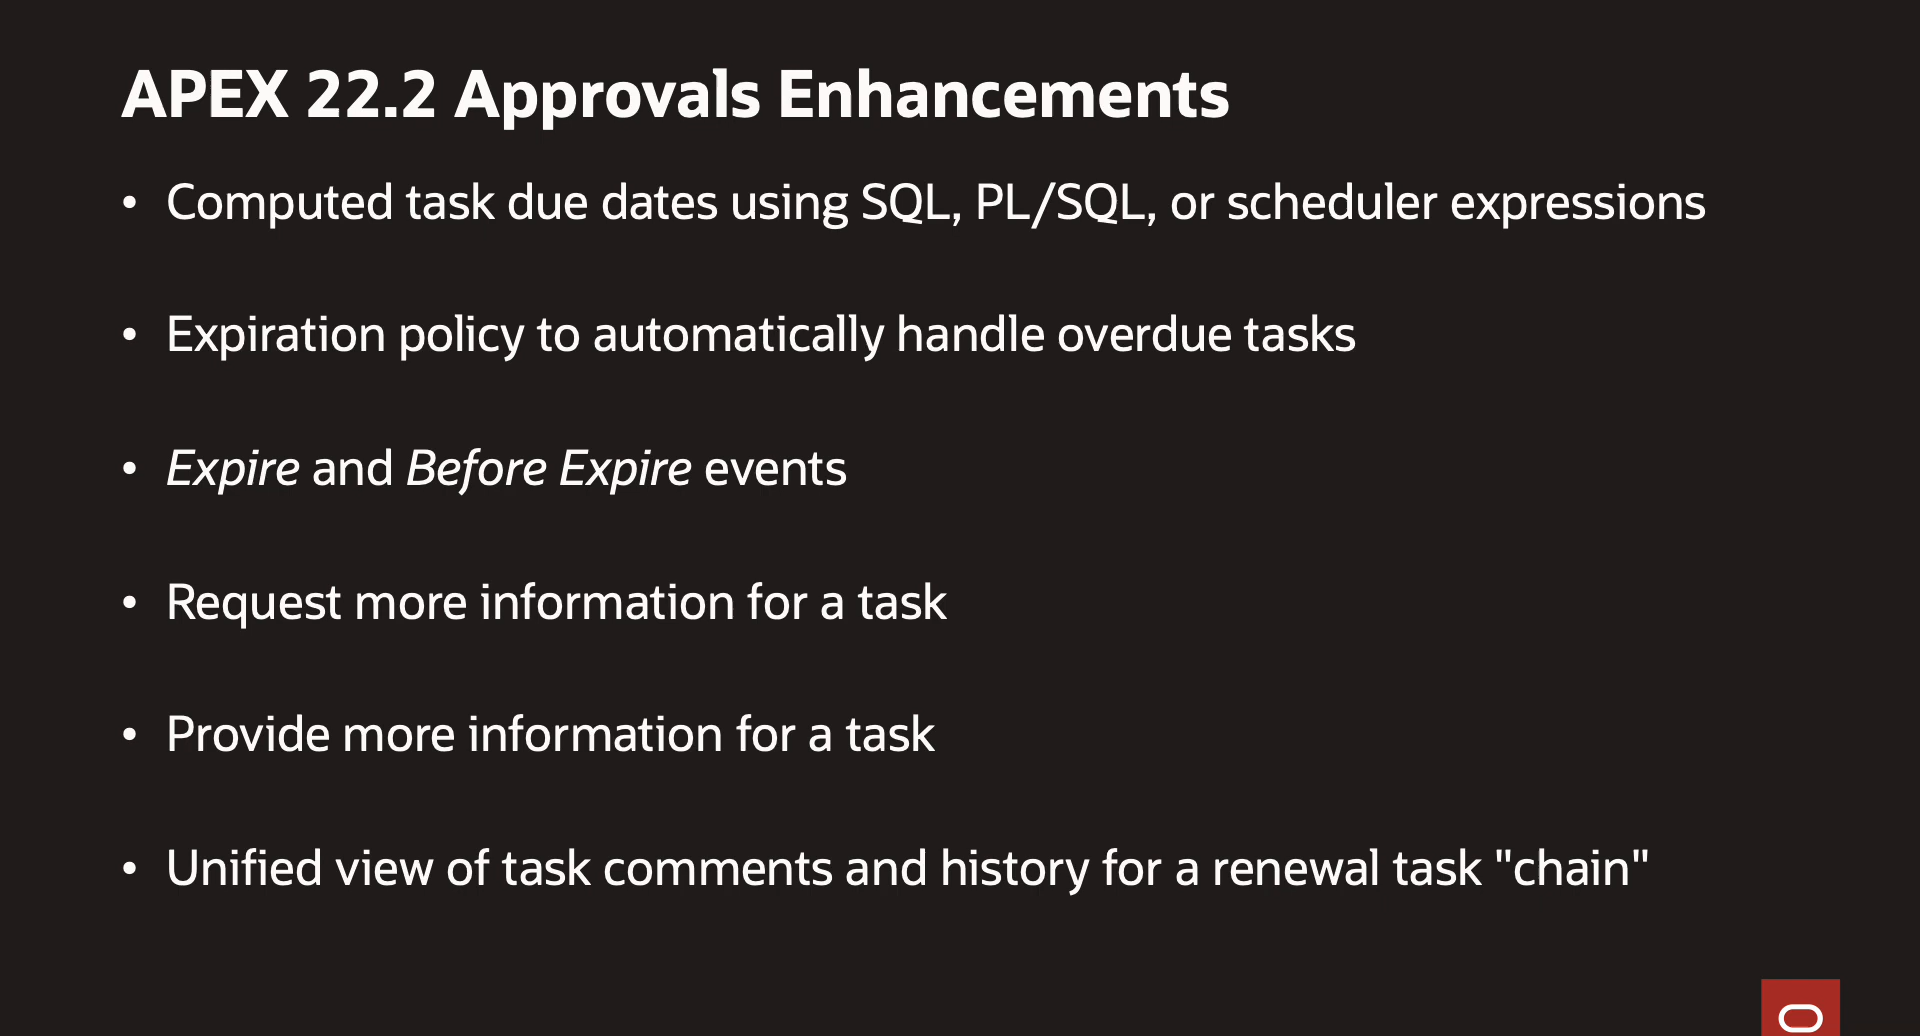 APEX 22.2 Approvals Enhancements
• Computed task due dates using SQL, PL/SQL, or scheduler expressions
• Expiration policy to automatically handle overdue tasks
• Expire and Before Expire events
• Request more information for a task
• Provide more information for a task
• Unified view of task comments and history for a renewal task "chain"